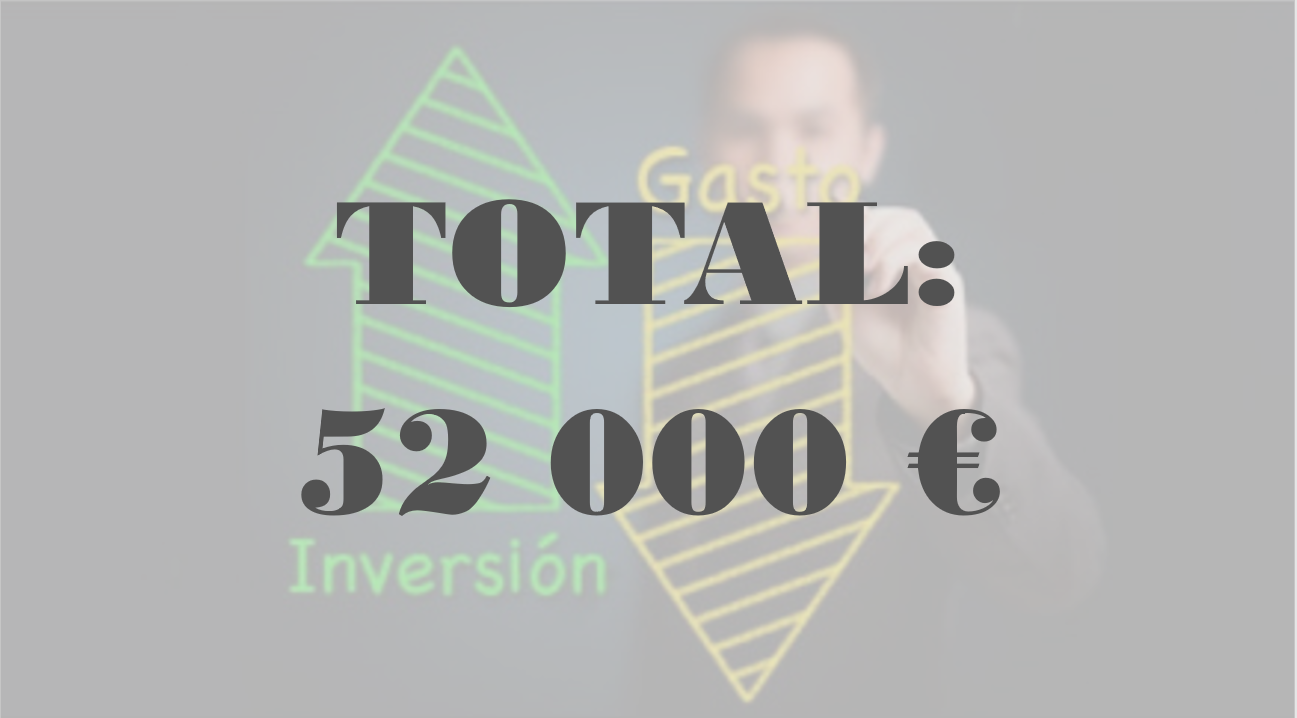 Gasto
TOTAL:
52 000 €
Inversión